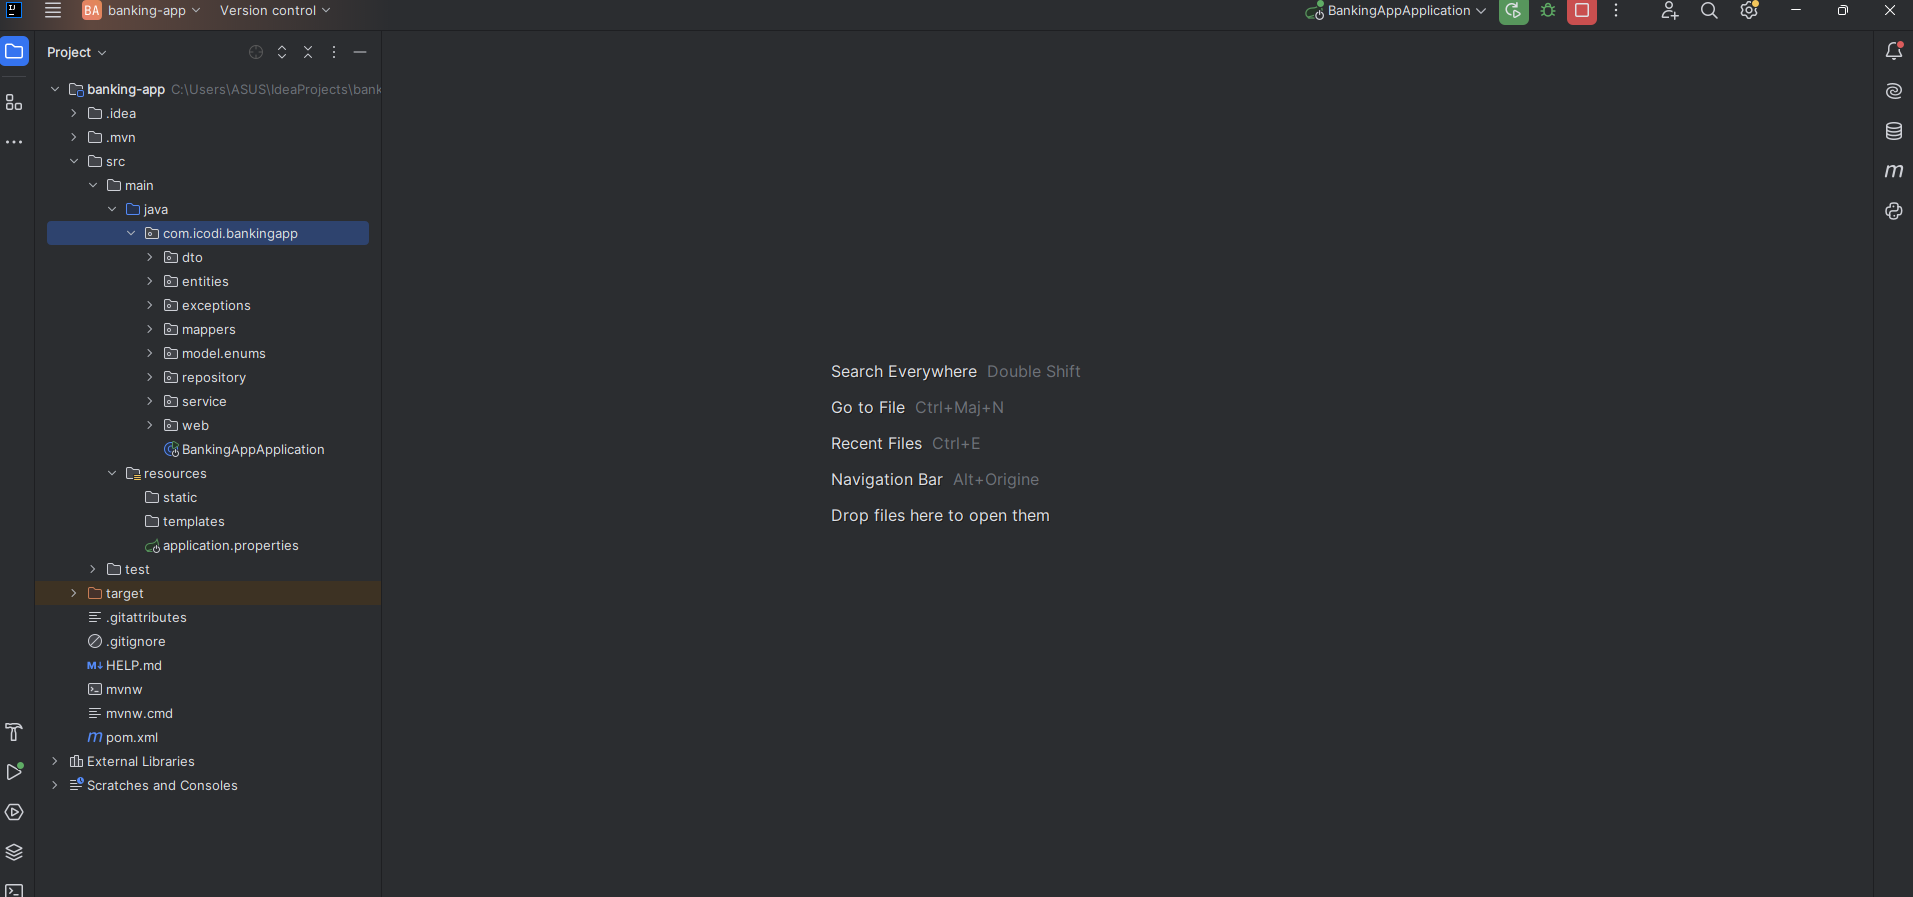 BA banking-app Version control BankingAppApplication
Project
banking-app C:\Users\ASUS\IdeaProjects\bank
.idea
.mvn
src
main
java
com.icodi.bankingapp
dto
entities
exceptions
mappers
model.enums
repository
service
web
BankingAppApplication
resources
static
templates
application.properties
test
target
.gitattributes
.gitignore
HELP.md
mvnw
mvnw.cmd
pom.xml
External Libraries
Scratches and Consoles
Search Everywhere Double Shift
Go to File Ctrl+Maj+N
Recent Files Ctrl+E
Navigation Bar Alt+Origine
Drop files here to open them